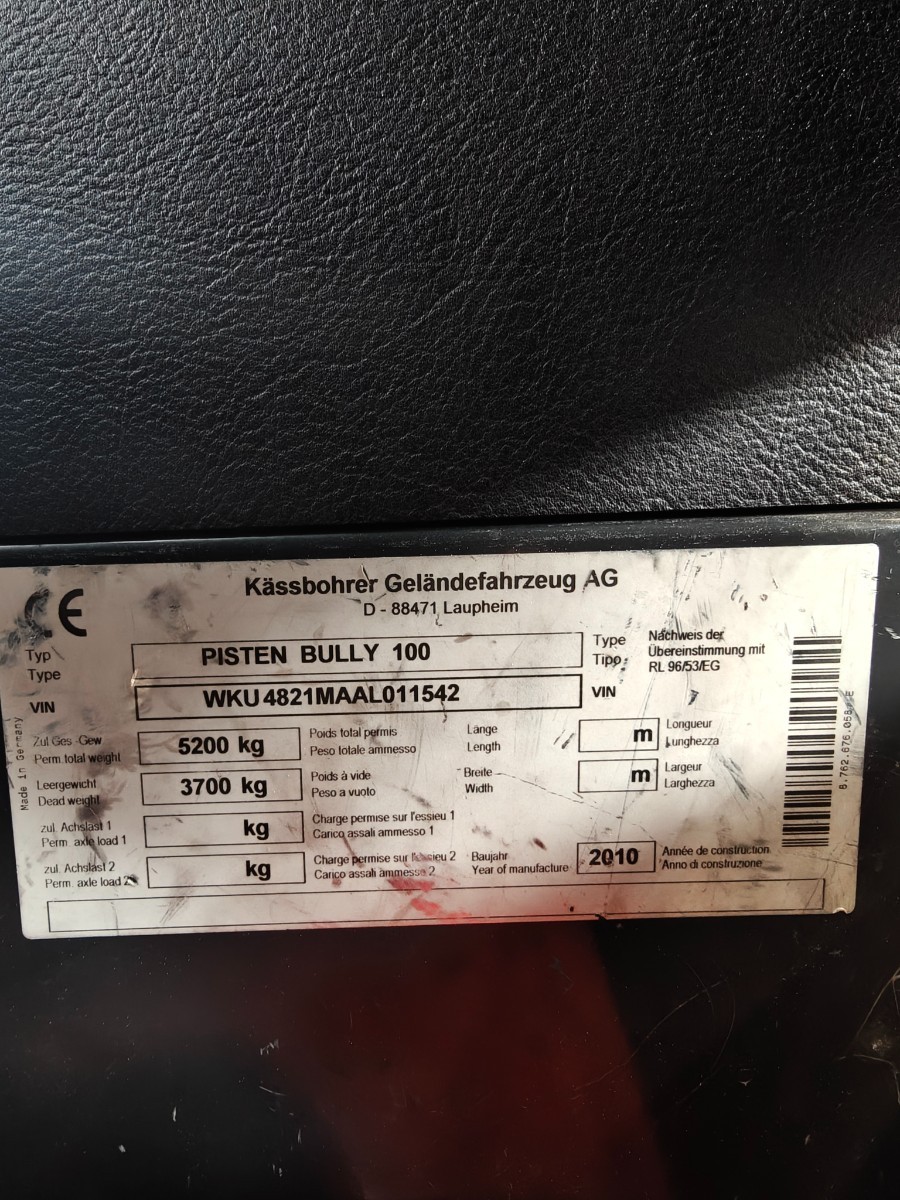 CE
Kässbohrer Geländefahrzeug AG
D - 88471 Laupheim
Typ
Type
PISTEN BULLY 100
Type
Tipo:
Nachweis der
Übereinstimmung mit
RL 96/53/EG
VIN
WKU 4821MAAL011542
VIN
Made in Germany
Zul Ges.-Gew
Perm. total weight
5200 kg
Poids total permis
Peso totale ammesso
Länge
Length
m
Longueur
Lunghezza
Leergewicht
Dead weight
3700 kg
Poids à vide
Peso a vuoto
Breite
Width
m
Largeur
Larghezza
zul. Achslast 1
Perm. axle load 1
kg
Charge permise sur l'essieu 1
Carico assali ammesso 1
zul. Achslast 2
Perm. axle load 2
kg
Charge permise sur l'essieu 2
Carico assali ammesso 2
Baujahr
Year of manufacture
2010
Année de construction
Anno di construzione